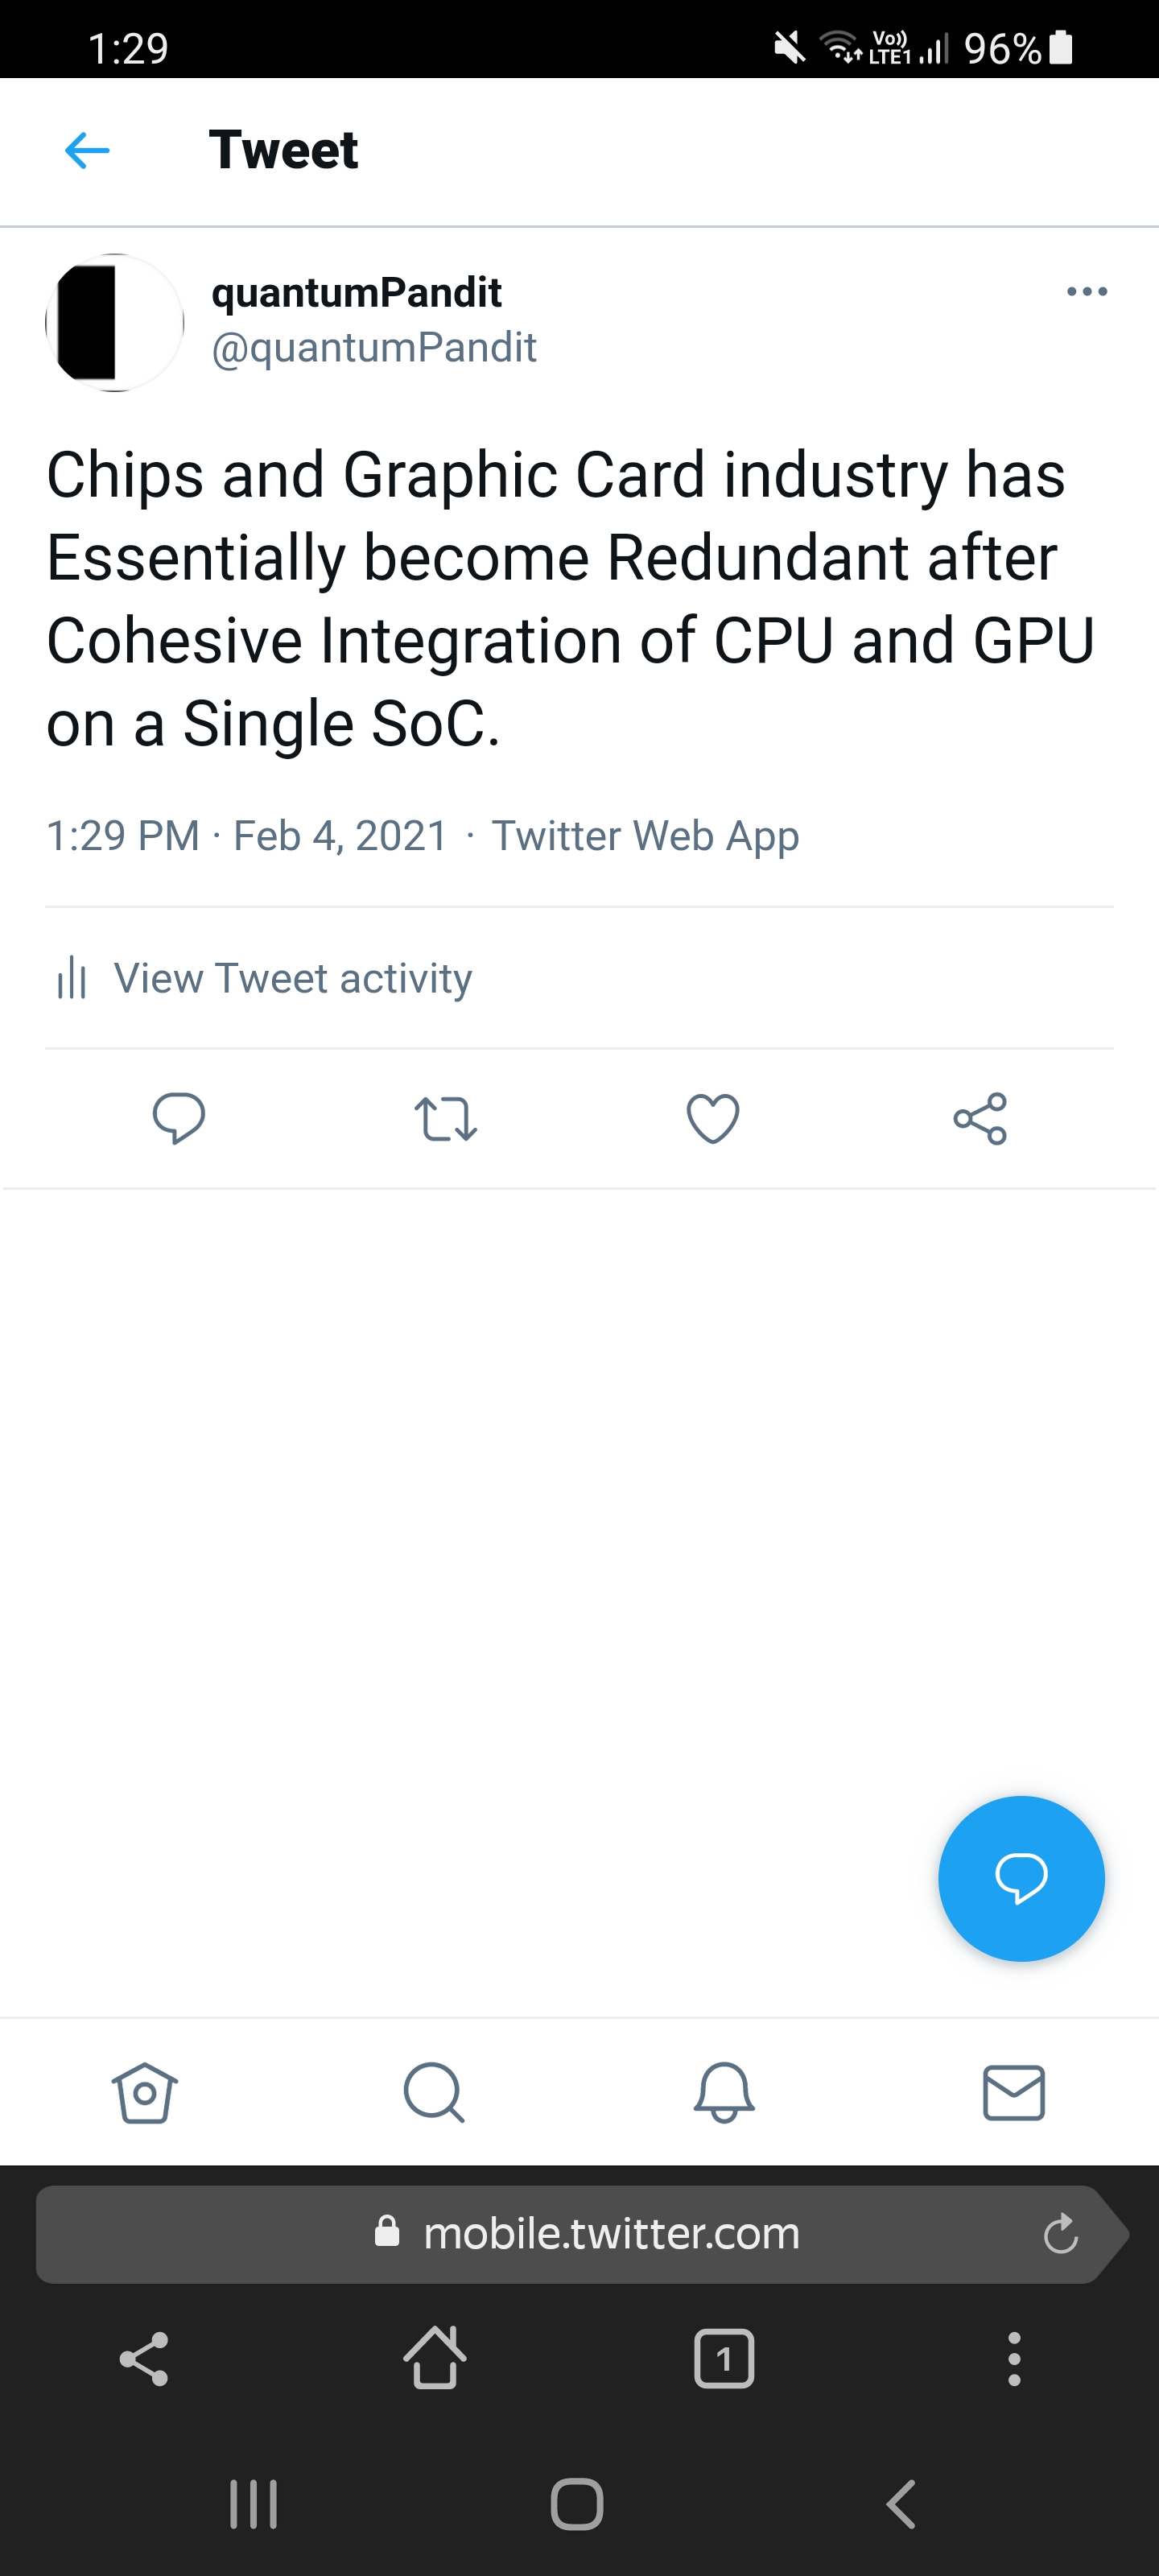 1:29
Vo))
LTE1
96%
Tweet
quantumPandit
@quantumPandit
Chips and Graphic Card industry has
Essentially become Redundant after
Cohesive Integration of CPU and GPU
on a Single SoC.
1:29 PM · Feb 4, 2021 · Twitter Web App
View Tweet activity
mobile.twitter.com
1